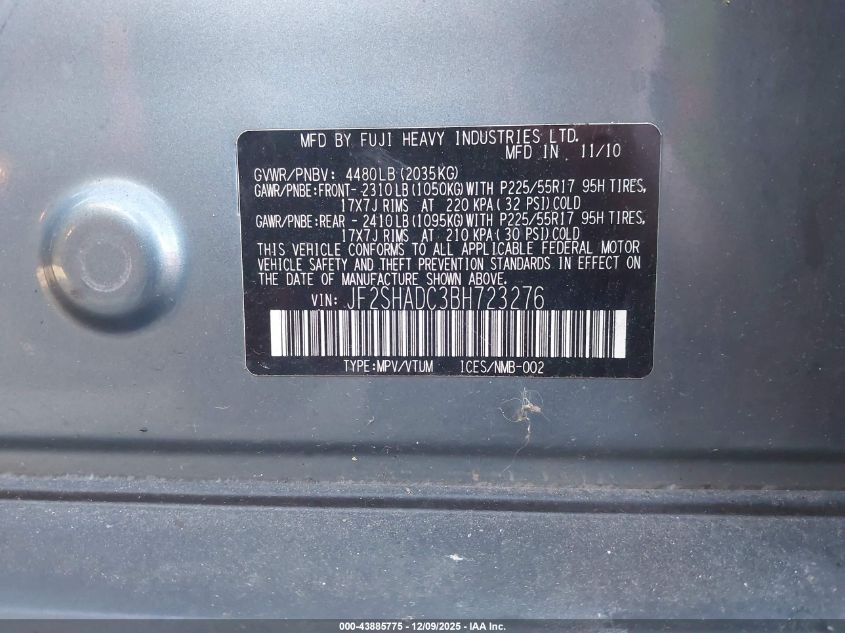 MFD BY FUJI HEAVY INDUSTRIES LTD.
MFD IN 11/10
GVWR/PNBV: 4480LB(2035KG)
GAWR/PNBE:FRONT- 2310LB(1050KG)WITH P225/55R17 95H TIRES,
17X7J RIMS AT 220 KPA(32 PSI)COLD
GAWR/PNBE:REAR - 2410LB(1095KG)WITH P225/55R17 95H TIRES,
17X7J RIMS AT 210 KPA(30 PSI)COLD
THIS VEHICLE CONFORMS TO ALL APPLICABLE FEDERAL MOTOR
VEHICLE SAFETY AND THEFT PREVENTION STANDARDS IN EFFECT ON
THE DATE OF MANUFACTURE SHOWN ABOVE.
VIN: JF2SHADC3BH723276
TYPE:MPV/VTUM ICES/NMB-002
000-43885775 - 12/09/2025 - IAA Inc.